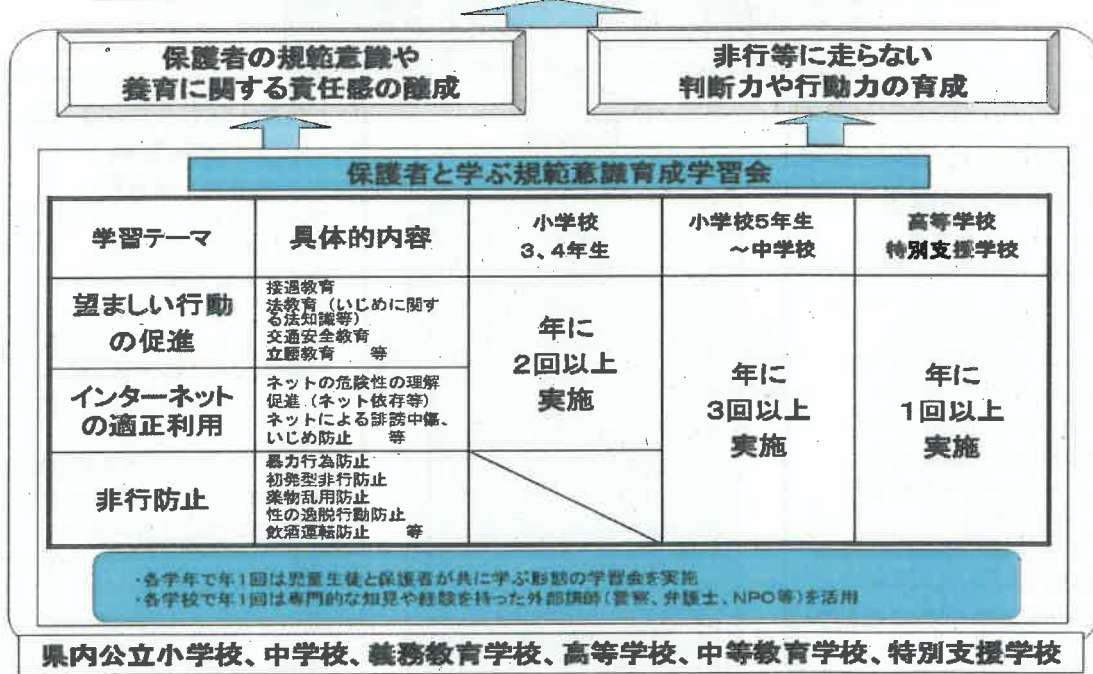 保護者の規範意識や
養育に関する責任感の醸成
非行等に走らない
判断力や行動力の育成
保護者と学ぶ規範意識育成学習会
学習テーマ
具体的内容
小学校
3、4年生
小学校5年生
～中学校
高等学校
特別支援学校
望ましい行動
の促進
接遇教育
法教育（いじめに関す
る法知識等）
交通安全教育
立腰教育　等
年に
2回以上
実施
年に
3回以上
実施
年に
1回以上
実施
インターネット
の適正利用
ネットの危険性の理解
促進（ネット依存等）
ネットによる誹謗中傷、
いじめ防止　等
非行防止
暴力行為防止
初発型非行防止
薬物乱用防止
性の逸脱行動防止
飲酒運転防止　等
・各学年で年1回は児童生徒と保護者が共に学ぶ形態の学習会を実施
・各学校で年1回は専門的な知見や経験を持った外部講師（警察、弁護士、NPO等）を活用
県内公立小学校、中学校、義務教育学校、高等学校、中等教育学校、特別支援学校